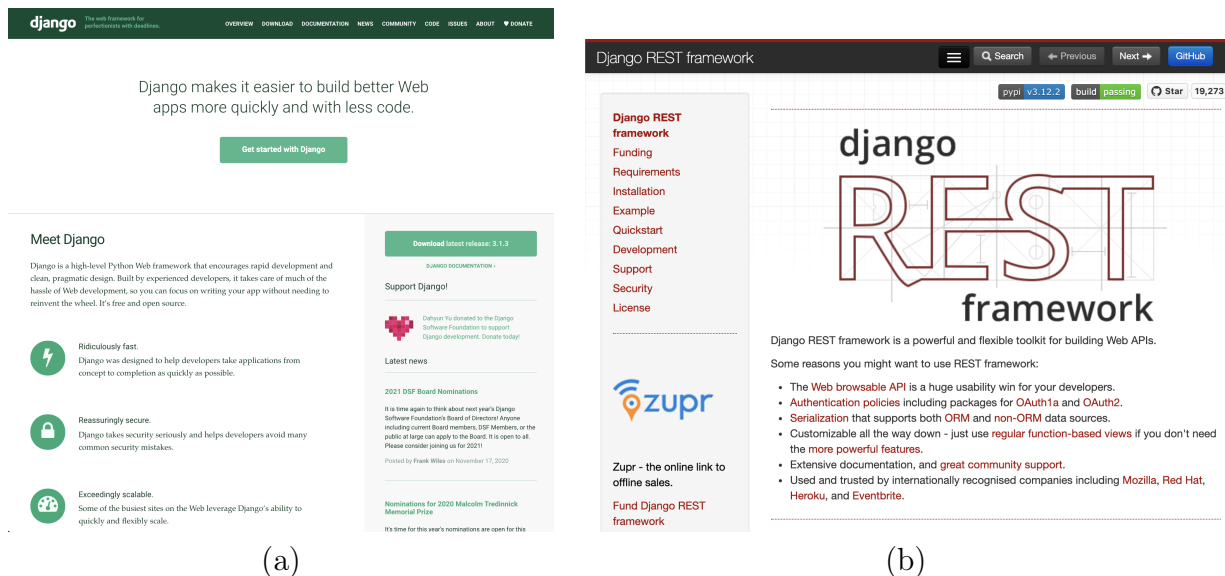 django
The web framework for
perfectionists with deadlines.
OVERVIEW DOWNLOAD DOCUMENTATION NEWS COMMUNITY CODE ISSUES ABOUT ♥ DONATE
Django makes it easier to build better Web
apps more quickly and with less code.
Get started with Django
Meet Django
Django is a high-level Python Web framework that encourages rapid development and
clean, pragmatic design. Built by experienced developers, it takes care of much of the
hassle of Web development, so you can focus on writing your app without needing to
reinvent the wheel. It's free and open source.
Ridiculously fast.
Django was designed to help developers take applications from
concept to completion as quickly as possible.
Reassuringly secure.
Django takes security seriously and helps developers avoid many
common security mistakes.
Exceedingly scalable.
Some of the busiest sites on the Web leverage Django's ability to
quickly and flexibly scale.
Download latest release: 3.1.3
DJANGO DOCUMENTATION ›
Support Django!
Dahyun Yu donated to the Django
Software Foundation to support
Django development. Donate today!
Latest news
2021 DSF Board Nominations
It is time again to think about next year's Django
Software Foundation's Board of Directors! Anyone
including current Board members, DSF Members, or the
public at large can apply to the Board. It is open to all.
Please consider joining us for 2021!
Posted by Frank Wiles on November 17, 2020
Nominations for 2020 Malcolm Tredinnick
Memorial Prize
It's time for this year's nominations are open for this
(a)
Django REST framework
Search
← Previous
Next →
GitHub
pypi v3.12.2
build passing
Star 19,273
Django REST
framework
Funding
Requirements
Installation
Example
Quickstart
Development
Support
Security
License
zupr
Zupr - the online link to
offline sales.
Fund Django REST
framework
django
REST
framework
Django REST framework is a powerful and flexible toolkit for building Web APIs.
Some reasons you might want to use REST framework:
• The Web browsable API is a huge usability win for your developers.
• Authentication policies including packages for OAuth1a and OAuth2.
• Serialization that supports both ORM and non-ORM data sources.
• Customizable all the way down - just use regular function-based views if you don't need
the more powerful features.
• Extensive documentation, and great community support.
• Used and trusted by internationally recognised companies including Mozilla, Red Hat,
Heroku, and Eventbrite.
(b)